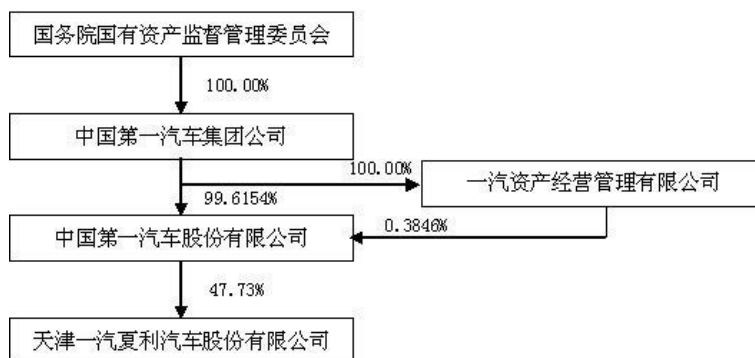 国务院国有资产监督管理委员会
100.00%
中国第一汽车集团公司
100.00%
一汽资产经营管理有限公司
99.6154%
0.3846%
中国第一汽车股份有限公司
47.73%
天津一汽夏利汽车股份有限公司